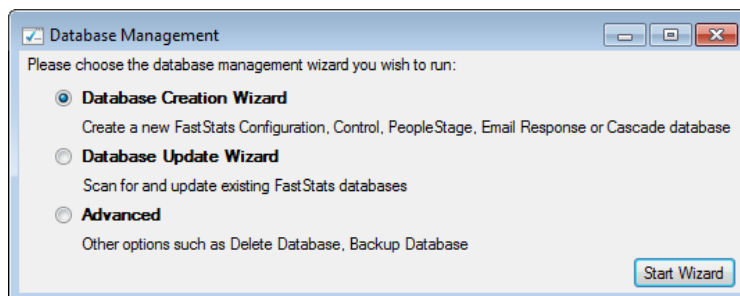 Database Management
Please choose the database management wizard you wish to run:
Database Creation Wizard
Create a new FastStats Configuration, Control, PeopleStage, Email Response or Cascade database
Database Update Wizard
Scan for and update existing FastStats databases
Advanced
Other options such as Delete Database, Backup Database
Start Wizard